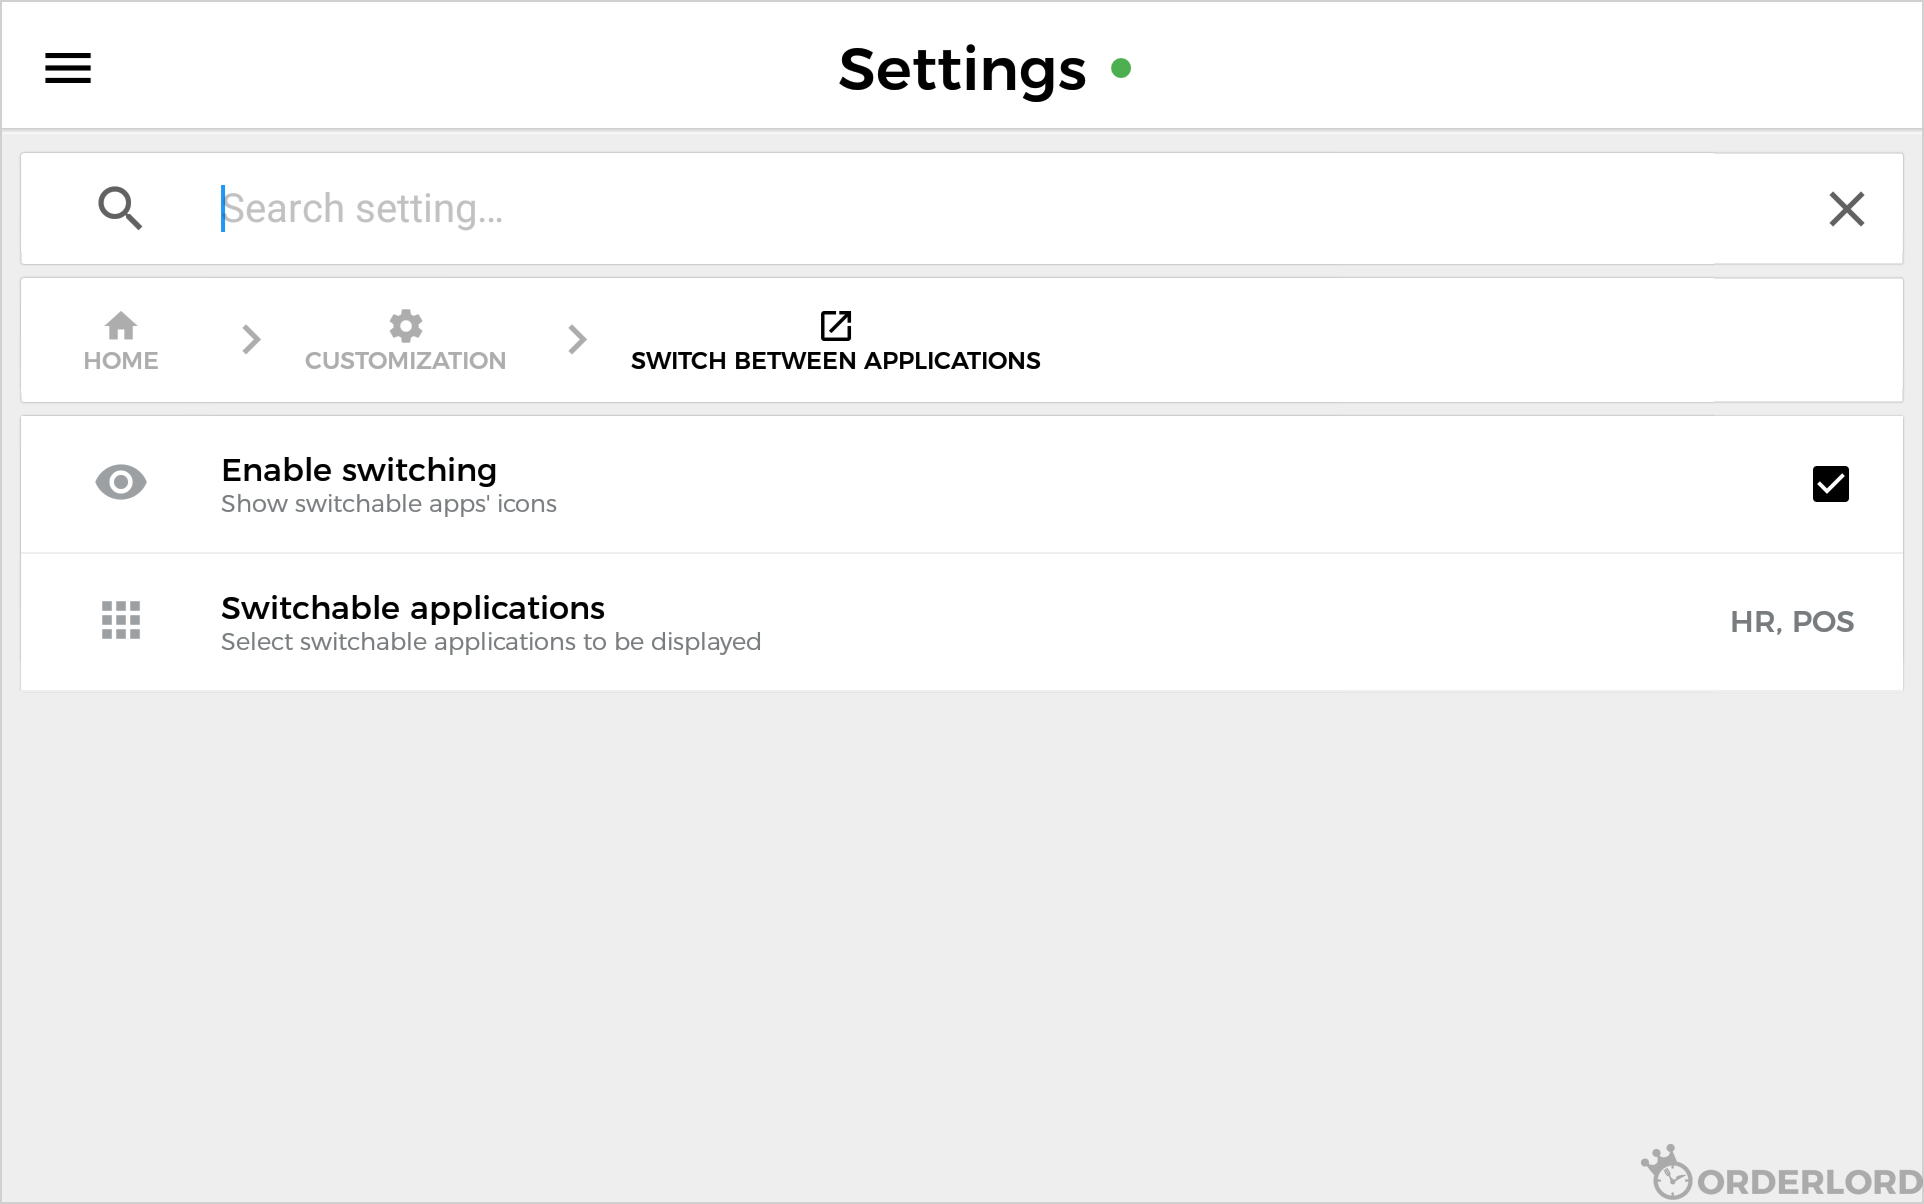 Settings
Search setting...
HOME
CUSTOMIZATION
SWITCH BETWEEN APPLICATIONS
Enable switching
Show switchable apps' icons
Switchable applications
Select switchable applications to be displayed
HR, POS
ORDERLORD